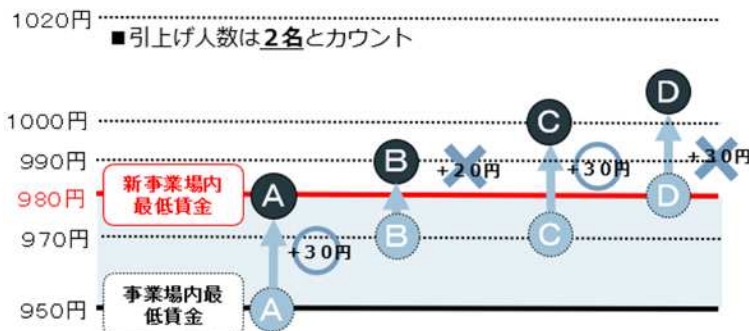 1020円
■引上げ人数は2名とカウント
1000円
990円
980円
970円
950円
新事業場内
最低賃金
事業場内最
低賃金
A
A
+30円
B
B
+20円
C
C
+30円
D
D
+30円